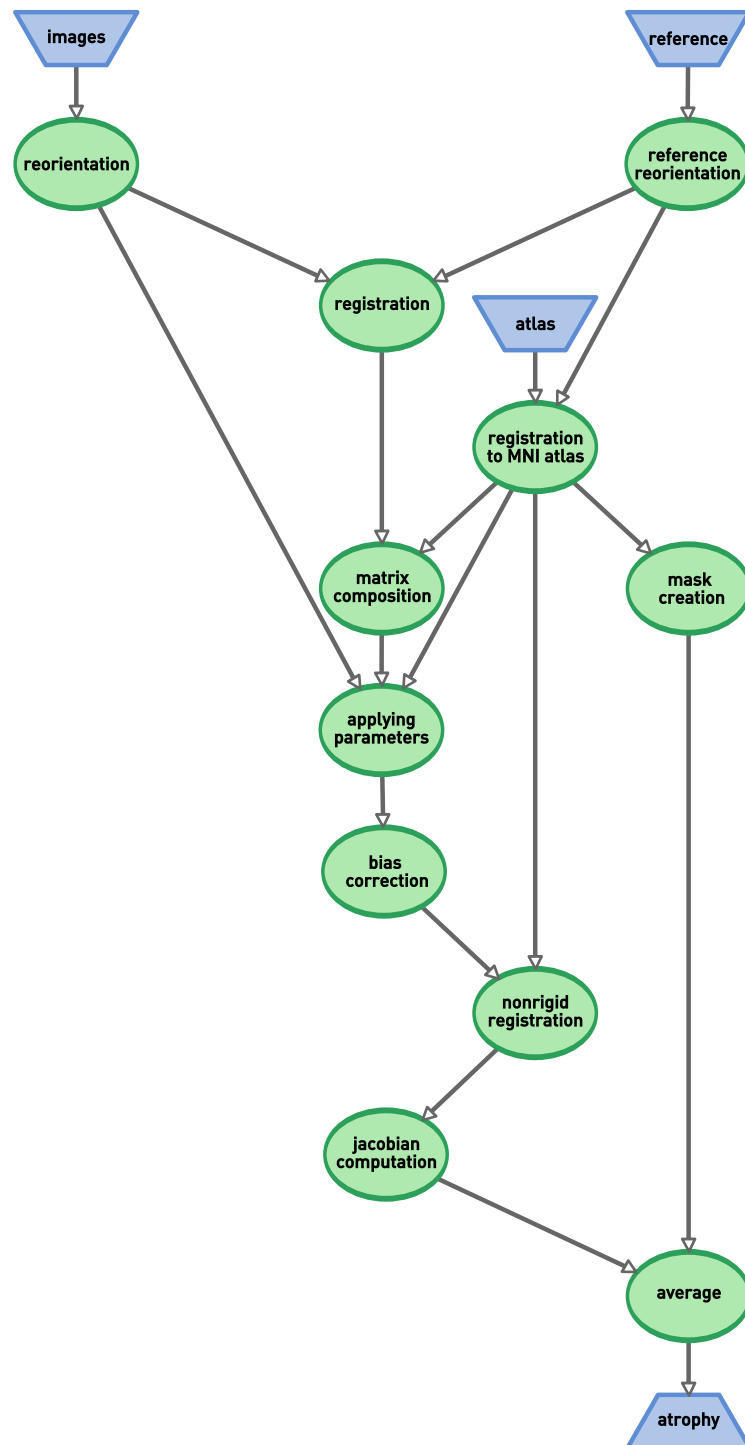 images
reference
reorientation
reference
reorientation
registration
atlas
registration
to MNI atlas
matrix
composition
mask
creation
applying
parameters
bias
correction
nonrigid
registration
jacobian
computation
average
atrophy